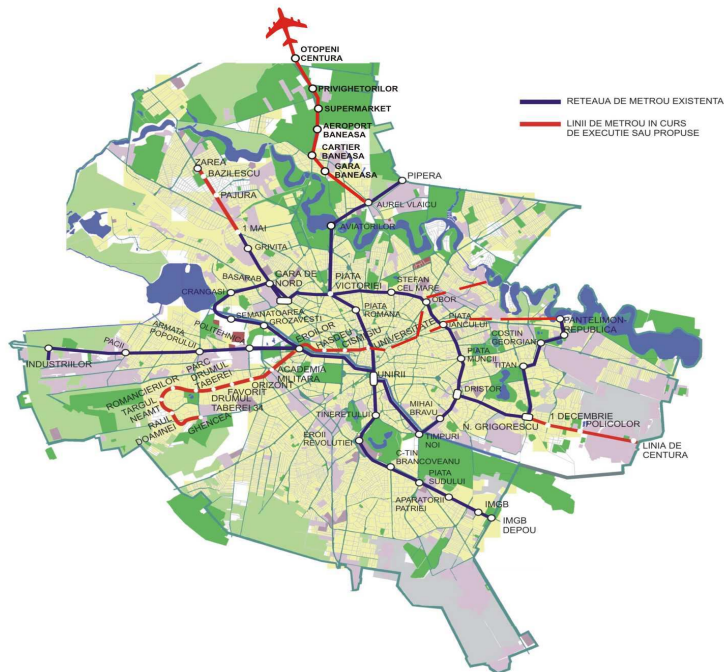 OTOPENI
CENTURA
PRIVIGHETORILOR
SUPERMARKET
AEROPORT
BANEASA
CARTIER
BANEASA
GARA
BANEASA
RETEAUA DE METROU EXISTENTA
LINII DE METROU IN CURS
DE EXECUTIE SAU PROPUSE
ZAREA
BAZILESCU
PAJURA
1 MAI
GRIVITA
PIPERA
AUREL VLAICU
AVIATORILOR
BASARAB
GARA DE
NORD
CRANGASI
PIATA
VICTORIEI
STEFAN
CEL MARE
OBOR
SEMANATOAREA
GROZAVESTI
PIATA
ROMANA
POLITEHNICA
EROILOR
HASDEU
CISMIGIU
UNIVERSITATE
PIATA
IANCULUI
PANTELIMON-
REPUBLICA
COSTIN
GEORGIAN
ARMATA
POPORULUI
PACII
INDUSTRIILOR
PIATA
MUNCII
TITAN
ACADEMIA
MILITARA
UNIRII
DRISTOR
PARC
DRUMUL
TABEREI
ORIZONT
FAVORIT
DRUMUL
TABEREI 34
ROMANCIERILOR
TARGUL
NEAMT
RAUL
DOAMNEI
GHENCEA
MIHAI
BRAVU
N. GRIGORESCU
1 DECEMBRIE
POLICOLOR
LINIA DE
CENTURA
TINERETULUI
TIMPURI
NOI
EROII
REVOLUTIEI
C-TIN
BRANCOVEANU
PIATA
SUDULUI
APARATORII
PATRIEI
IMGB
IMGB
DEPOU